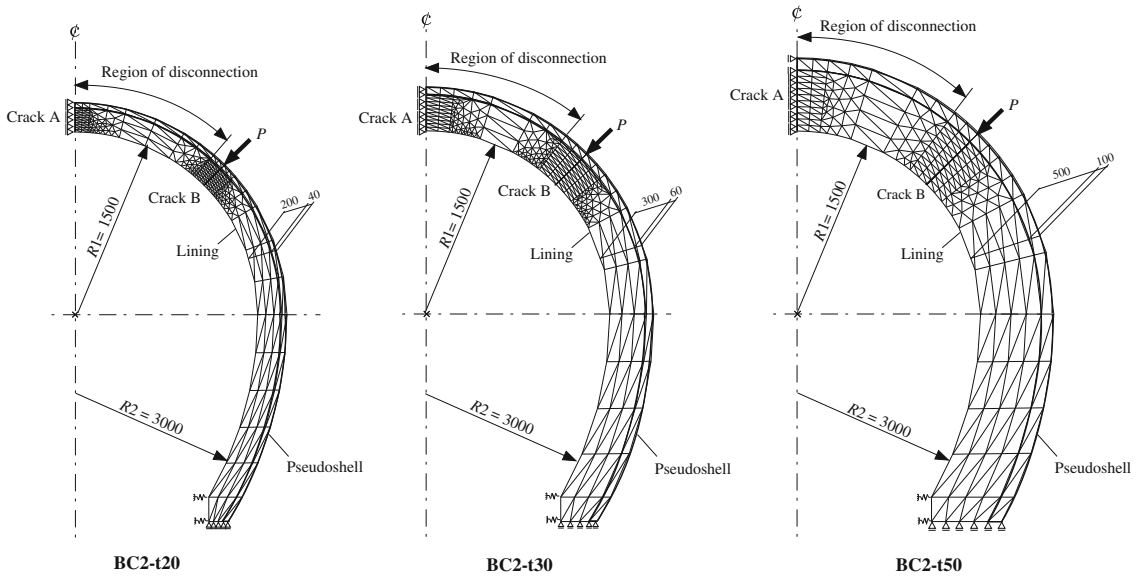 ℄
Region of disconnection
Crack A
P
Crack B
R1= 1500
200
40
Lining
R2 = 3000
Pseudoshell
BC2-t20
℄
Region of disconnection
Crack A
P
Crack B
R1= 1500
300
60
Lining
R2 = 3000
Pseudoshell
BC2-t30
℄
Region of disconnection
Crack A
P
Crack B
R1= 1500
500
100
Lining
R2 = 3000
Pseudoshell
BC2-t50